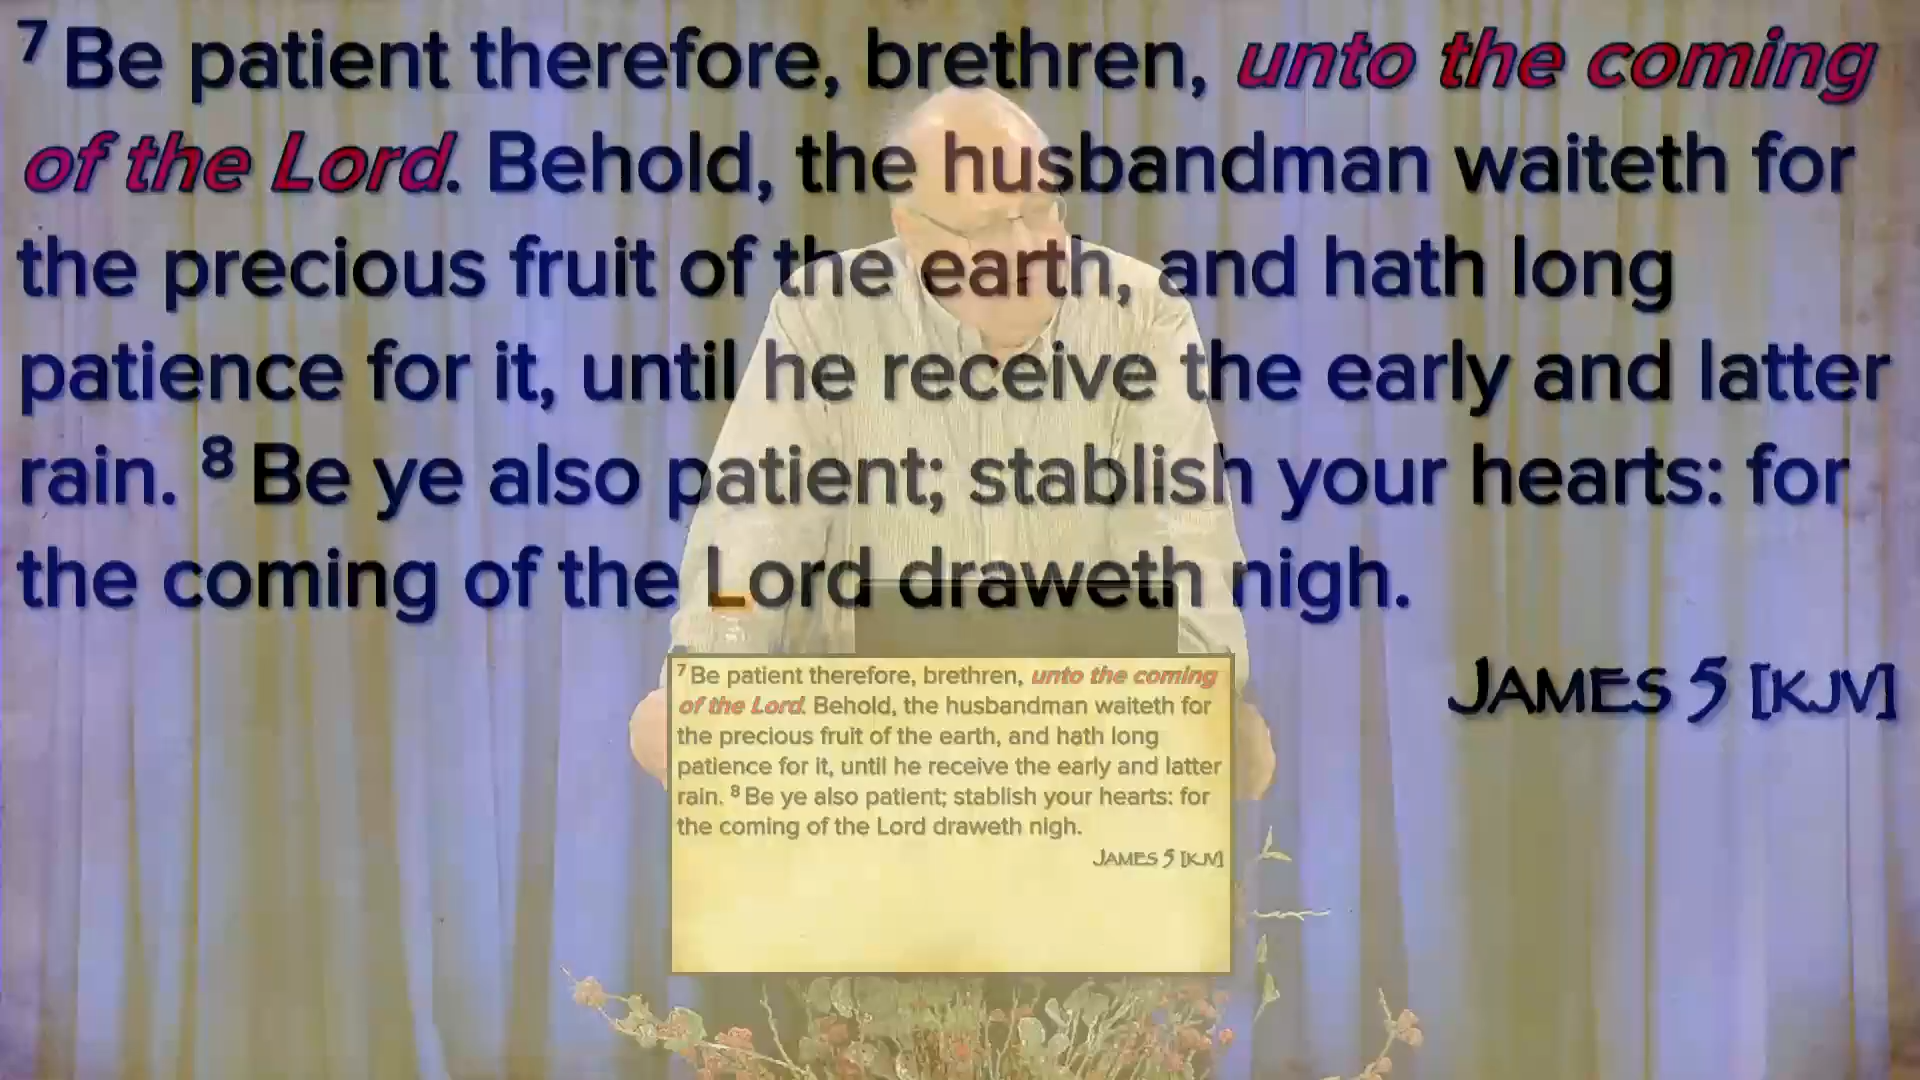 7 Be patient therefore, brethren, unto the coming
of the Lord. Behold, the husbandman waiteth for
the precious fruit of the earth, and hath long
patience for it, until he receive the early and latter
rain. 8 Be ye also patient; stablish your hearts: for
the coming of the Lord draweth nigh.
JAMES 5 [KJV]
7 Be patient therefore, brethren, unto the coming
of the Lord. Behold, the husbandman waiteth for
the precious fruit of the earth, and hath long
patience for it, until he receive the early and latter
rain. 8 Be ye also patient; stablish your hearts: for
the coming of the Lord draweth nigh.
JAMES 5 [KJV]